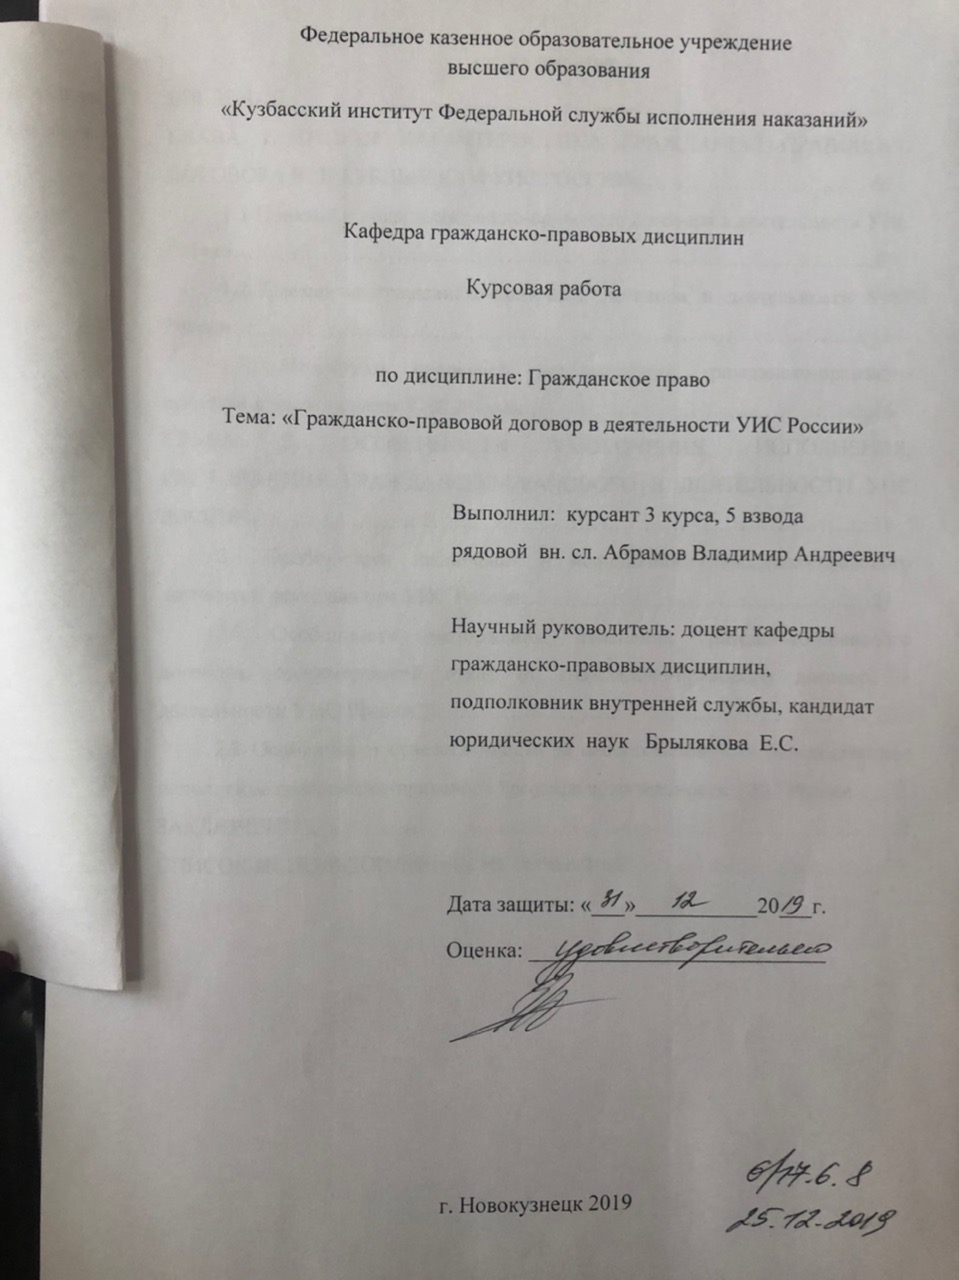 Федеральное казенное образовательное учреждение
высшего образования
«Кузбасский институт Федеральной службы исполнения наказаний»
Кафедра гражданско-правовых дисциплин
Курсовая работа
по дисциплине: Гражданское право
Тема: «Гражданско-правовой договор в деятельности УИС России»
Выполнил: курсант 3 курса, 5 взвода
рядовой вн. сл. Абрамов Владимир Андреевич
Научный руководитель: доцент кафедры
гражданско-правовых дисциплин,
подполковник внутренней службы, кандидат
юридических наук Брылякова Е.С.
Дата защиты: «31» 12 2019 г.
Оценка: удовлетворительно
г. Новокузнецк 2019
25.12.2019